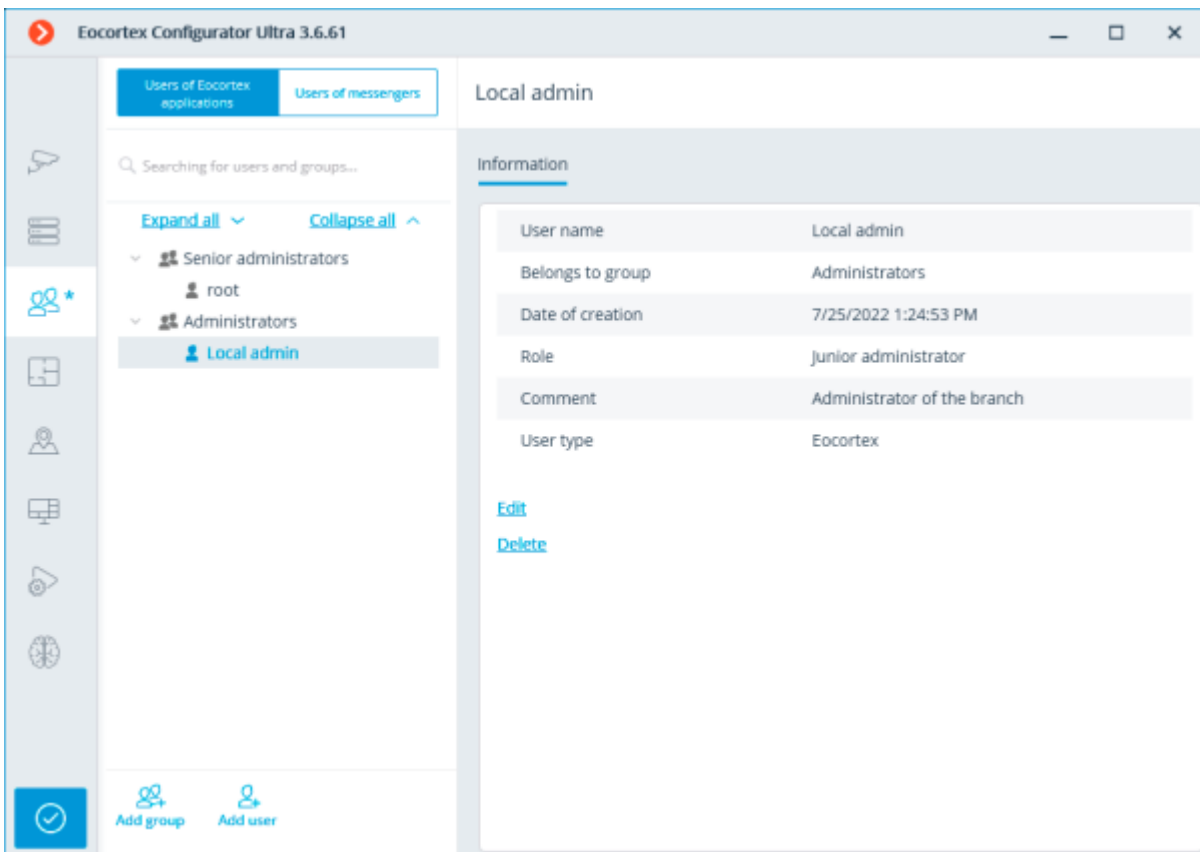 Eocortex Configurator Ultra 3.6.61
Users of Eocortex
applications
Users of messengers
Searching for users and groups...
Expand all
Collapse all
Senior administrators
root
Administrators
Local admin
Add group
Add user
Local admin
Information
User name Local admin
Belongs to group Administrators
Date of creation 7/25/2022 1:24:53 PM
Role Junior administrator
Comment Administrator of the branch
User type Eocortex
Edit
Delete